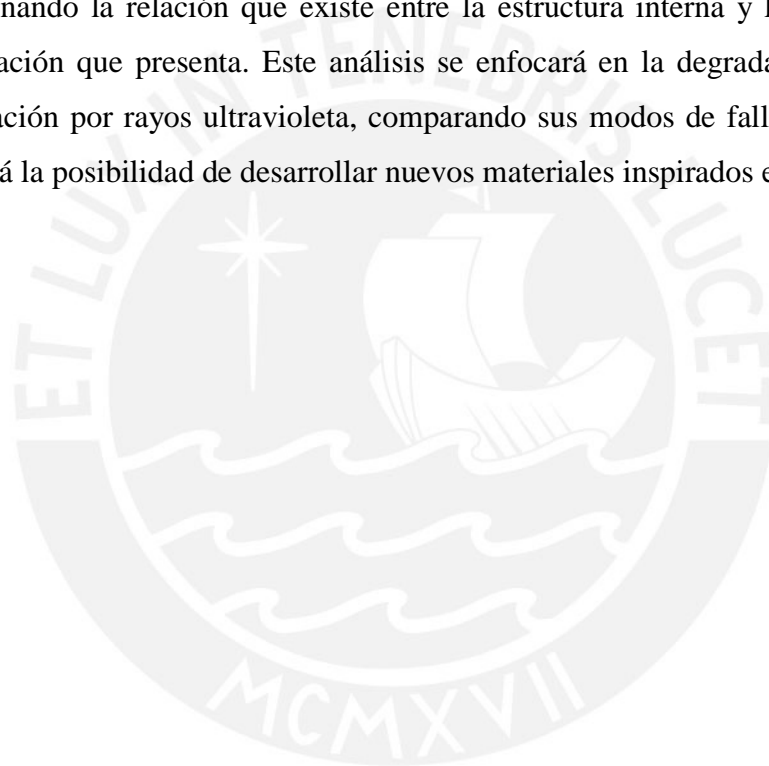 nando la relación que existe entre la estructura interna y
ación que presenta. Este análisis se enfocará en la
ación por rayos ultravioleta, comparando sus modos de
á la posibilidad de desarrollar nuevos materiales inspirados
ET LUX IN TENEBRIS LUCET
MCMXVII